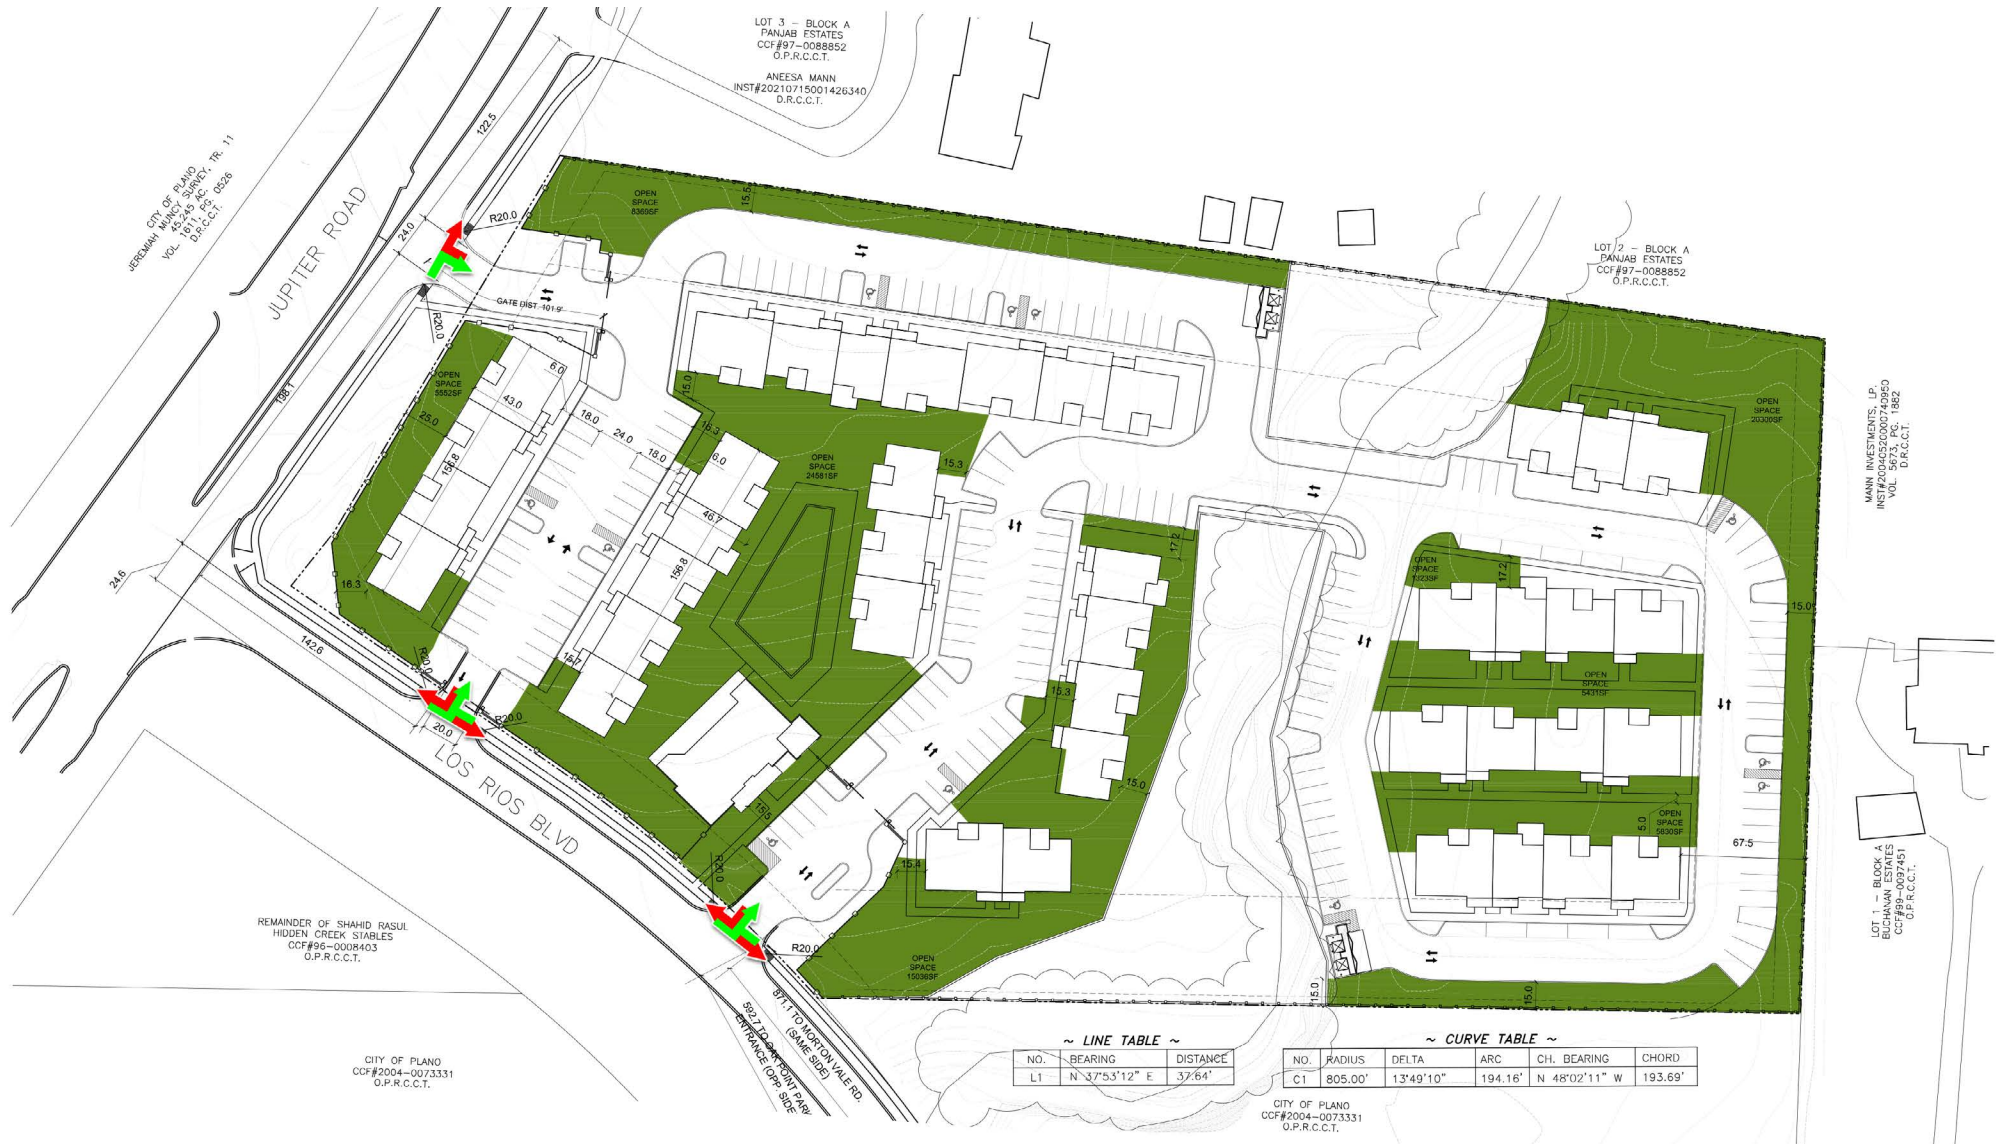 LOT 3 – BLOCK A
PANJAB ESTATES
CCF#97–0088852
O.P.R.C.C.T.
ANEESA MANN
INST#20210715001426340
D.R.C.C.T.
CITY OF PLANO
JEREMIAH MUNCY SURVEY, TR. 11
45.245 AC.
VOL. 1611, PG. 0526
D.R.C.C.T.
JUPITER ROAD
122.5
24.0
R20.0
OPEN
SPACE
8369SF
15.5
LOT 2 – BLOCK A
PANJAB ESTATES
CCF#97–0088852
O.P.R.C.C.T.
GATE DIST. 101.9'
R20.0
198.1
OPEN
SPACE
5552SF
6.0
43.0
25.0
156.8
18.0
24.0
18.0
15.0
16.3
6.0
46.7
156.8
OPEN
SPACE
24581SF
15.3
OPEN
SPACE
20330SF
MANN INVESTMENTS, LP.
INST#20040520000740950
VOL. 5673, PG. 1882
D.R.C.C.T.
17.2
OPEN
SPACE
1323SF
17.2
15.0
24.6
16.3
142.6
R20.0
15.7
R20.0
20.0
LOS RIOS BLVD
15.3
15.0
OPEN
SPACE
5431SF
OPEN
SPACE
5830SF
5.0
67.5
15.5
R20.0
15.4
R20.0
OPEN
SPACE
15036SF
15.0
15.0
LOT 1 – BLOCK A
BUCHANAN ESTATES
CCF#99–0097451
O.P.R.C.C.T.
REMAINDER OF SHAHID RASUL
HIDDEN CREEK STABLES
CCF#96–0008403
O.P.R.C.C.T.
CITY OF PLANO
CCF#2004–0073331
O.P.R.C.C.T.
871.1 TO MORTON VALE RD.
(SAME SIDE)
592.7 TO OAK POINT PARK
ENTRANCE (OPP. SIDE
~ LINE TABLE ~
NO. BEARING DISTANCE
L1 N 37°53'12" E 37.64'
~ CURVE TABLE ~
NO. RADIUS DELTA ARC CH. BEARING CHORD
C1 805.00' 13°49'10" 194.16' N 48°02'11" W 193.69'
CITY OF PLANO
CCF#2004–0073331
O.P.R.C.C.T.